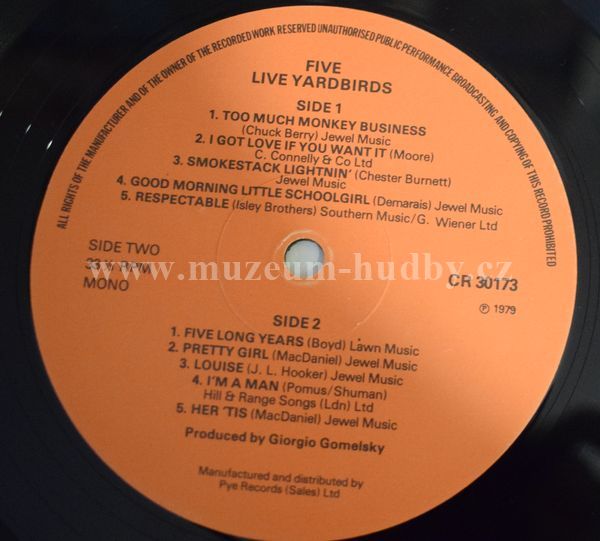 ALL RIGHTS OF THE MANUFACTURER AND OF THE OWNER OF THE RECORDED WORK RESERVED UNAUTHORISED PUBLIC PERFORMANCE BROADCASTING AND COPYING OF THIS RECORD PROHIBITED
FIVE
LIVE YARDBIRDS
SIDE 1
1. TOO MUCH MONKEY BUSINESS
(Chuck Berry) Jewel Music
2. I GOT LOVE IF YOU WANT IT (Moore)
C. Connelly & Co Ltd
3. SMOKESTACK LIGHTNIN' (Chester Burnett)
Jewel Music
4. GOOD MORNING LITTLE SCHOOLGIRL (Demarais) Jewel Music
5. RESPECTABLE (Isley Brothers) Southern Music/G. Wiener Ltd
SIDE TWO
33⅓ RPM
MONO
www.muzeum-hudby.cz
CR 30173
℗ 1979
SIDE 2
1. FIVE LONG YEARS (Boyd) Lawn Music
2. PRETTY GIRL (MacDaniel) Jewel Music
3. LOUISE (J. L. Hooker) Jewel Music
4. I'M A MAN (Pomus/Shuman)
Hill & Range Songs (Ldn) Ltd
5. HER 'TIS (MacDaniel) Jewel Music
Produced by Giorgio Gomelsky
Manufactured and distributed by
Pye Records (Sales) Ltd